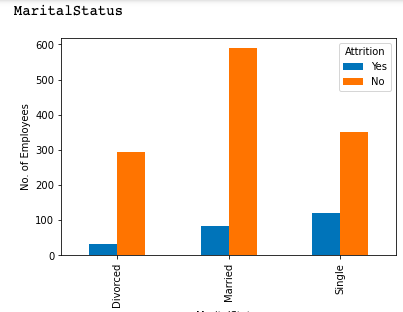 MaritalStatus
600
500
400
300
200
100
0
No. of Employees
Attrition
Yes
No
Divorced
Married
Single